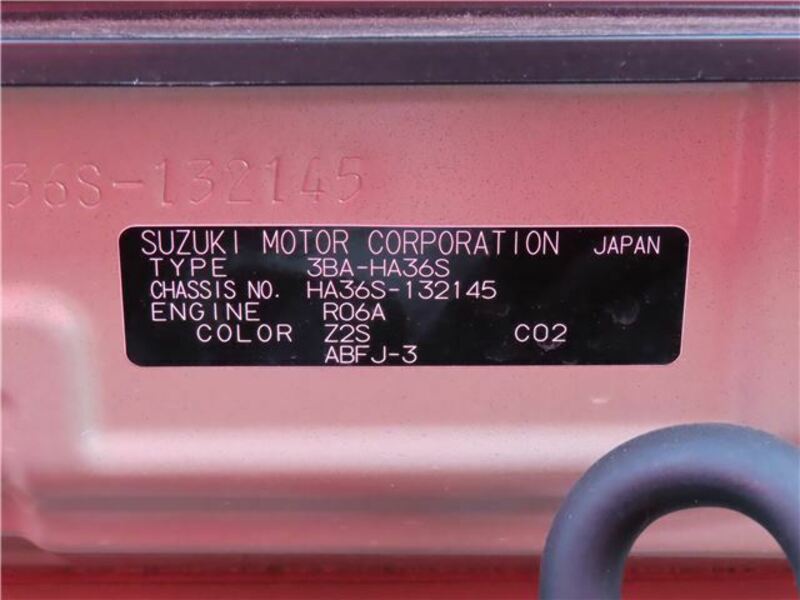 36S-132145
SUZUKI MOTOR CORPORATION JAPAN
TYPE 3BA-HA36S
CHASSIS NO. HA36S-132145
ENGINE R06A
COLOR Z2S C02
ABFJ-3